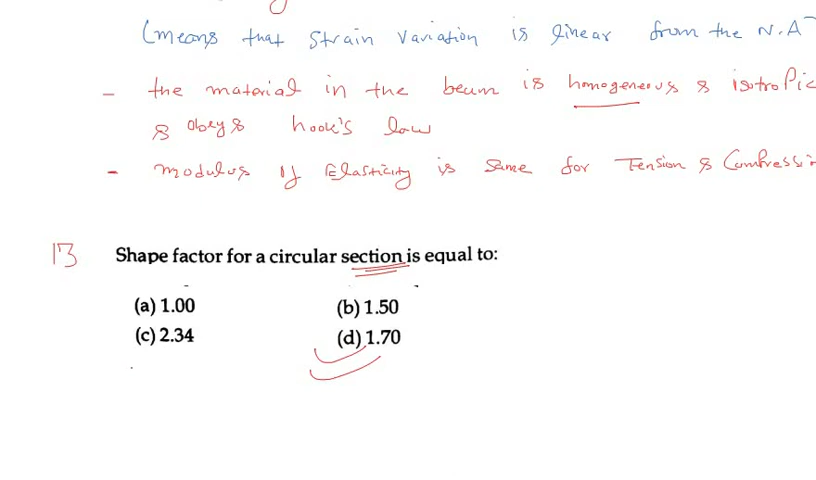 (means that strain variation is linear from the N.A
- the material in the beam is homogeneous & isotropic
& obeys hook's law
- modulus of Elasticity is same for Tension & Compressi
13 Shape factor for a circular section is equal to:
(a) 1.00 (b) 1.50
(c) 2.34 (d) 1.70